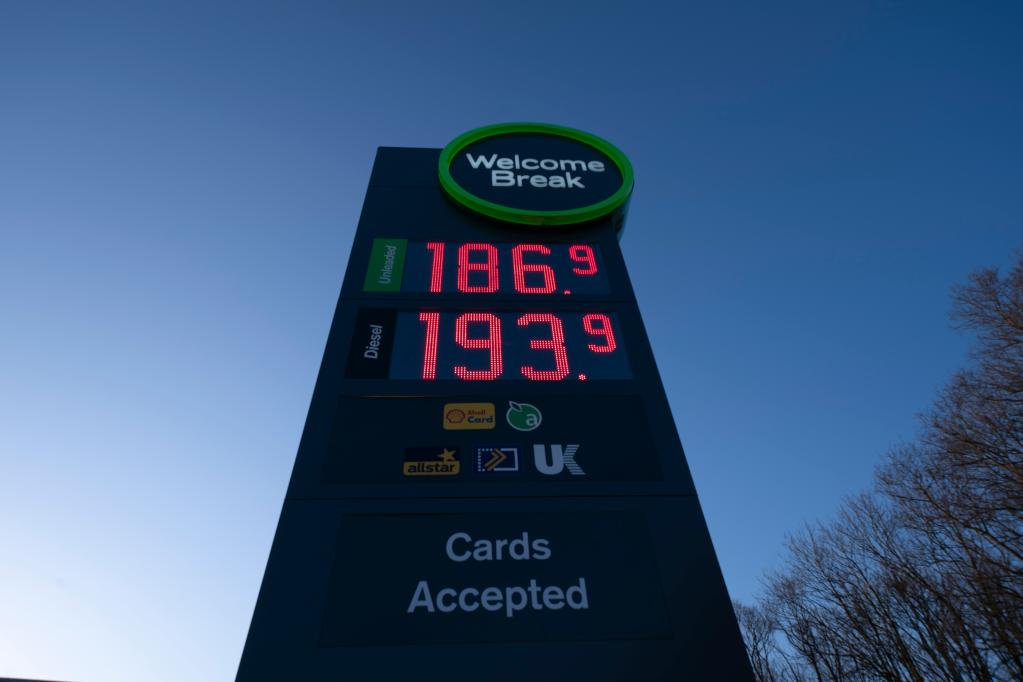 Welcome
Break
Unleaded
186.9
Diesel
193.9
Shell
Card
a
allstar
UK
Cards
Accepted